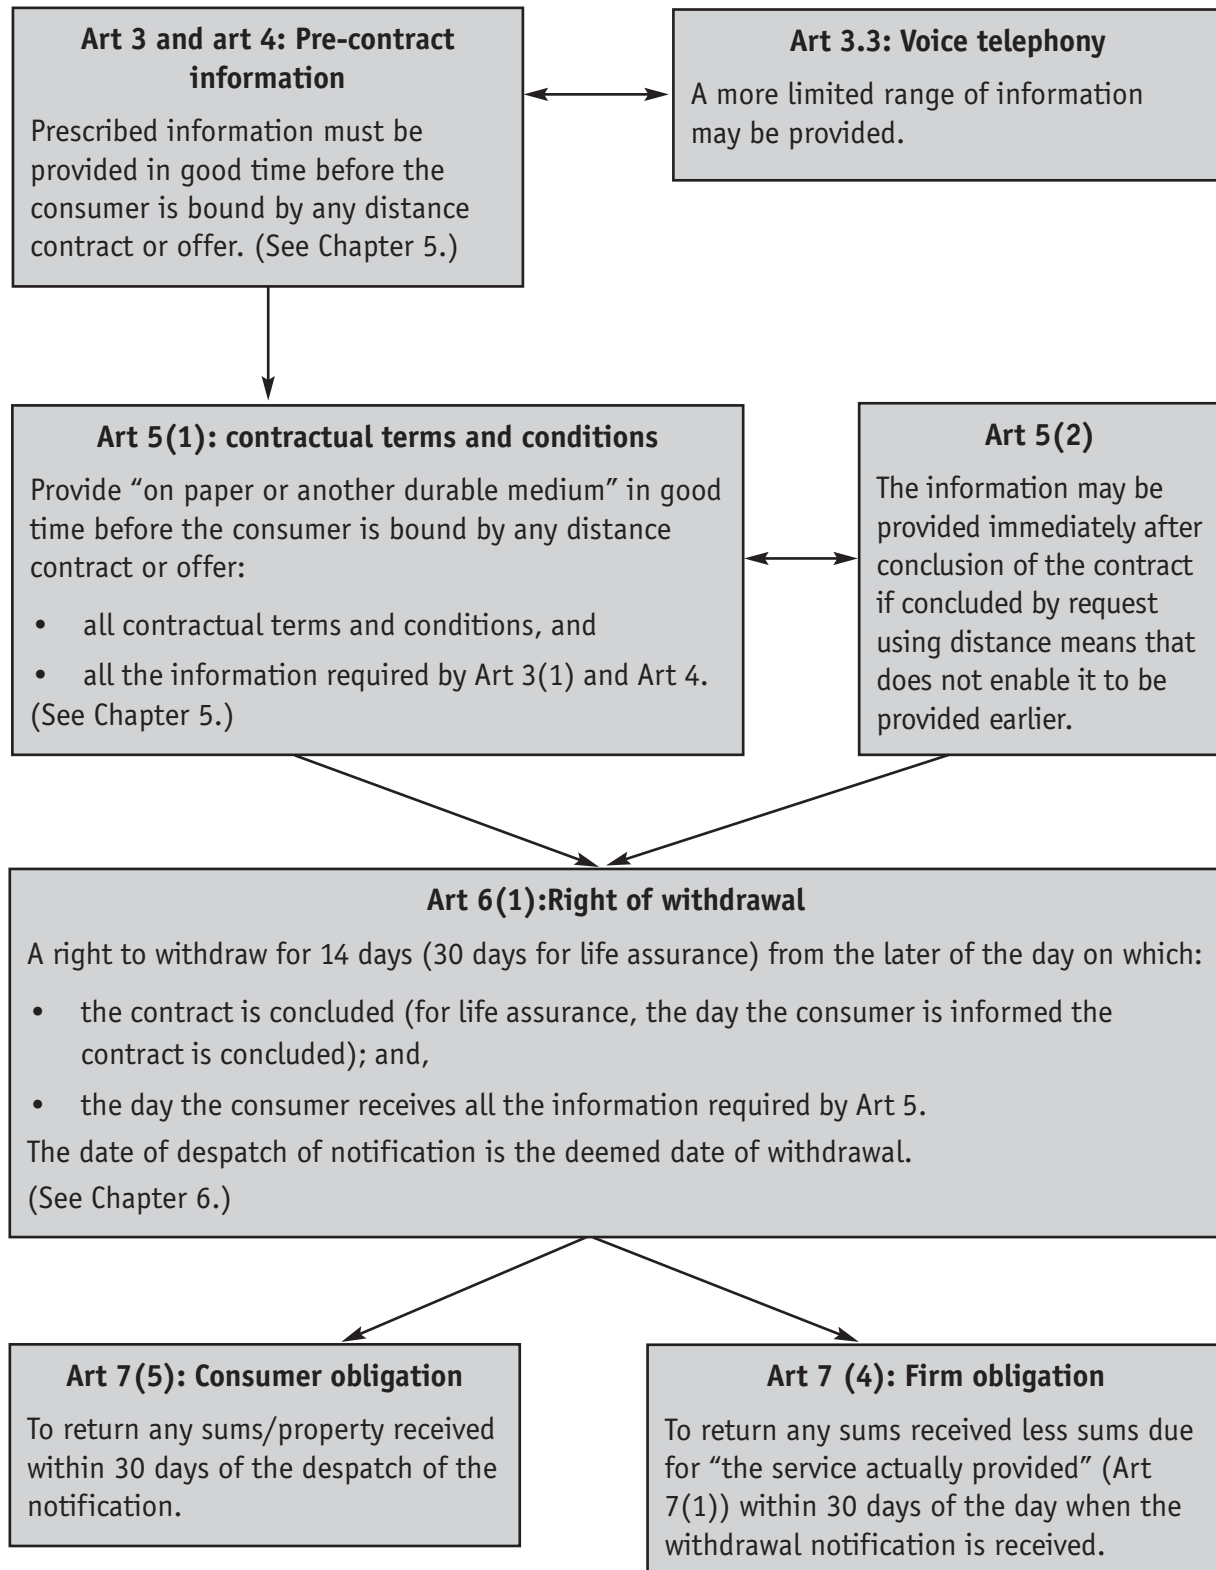 Art 3 and art 4: Pre-contract
information
Prescribed information must be
provided in good time before the
consumer is bound by any distance
contract or offer. (See Chapter 5.)
Art 3.3: Voice telephony
A more limited range of information
may be provided.
Art 5(1): contractual terms and conditions
Provide “on paper or another durable medium” in good
time before the consumer is bound by any distance
contract or offer:
• all contractual terms and conditions, and
• all the information required by Art 3(1) and Art 4.
(See Chapter 5.)
Art 5(2)
The information may be
provided immediately after
conclusion of the contract
if concluded by request
using distance means that
does not enable it to be
provided earlier.
Art 6(1):Right of withdrawal
A right to withdraw for 14 days (30 days for life assurance) from the later of the day on which:
• the contract is concluded (for life assurance, the day the consumer is informed the
contract is concluded); and,
• the day the consumer receives all the information required by Art 5.
The date of despatch of notification is the deemed date of withdrawal.
(See Chapter 6.)
Art 7(5): Consumer obligation
To return any sums/property received
within 30 days of the despatch of the
notification.
Art 7 (4): Firm obligation
To return any sums received less sums due
for “the service actually provided” (Art
7(1)) within 30 days of the day when the
withdrawal notification is received.